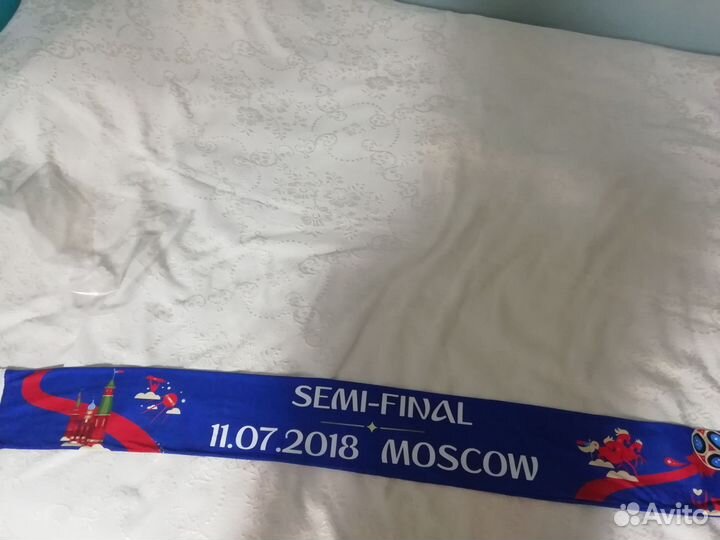 SEMI-FINAL
11.07.2018 MOSCOW
Avito